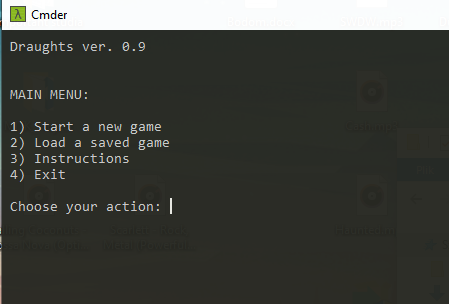 Cmder
Draughts ver. 0.9
MAIN MENU:
1) Start a new game
2) Load a saved game
3) Instructions
4) Exit
Choose your action: